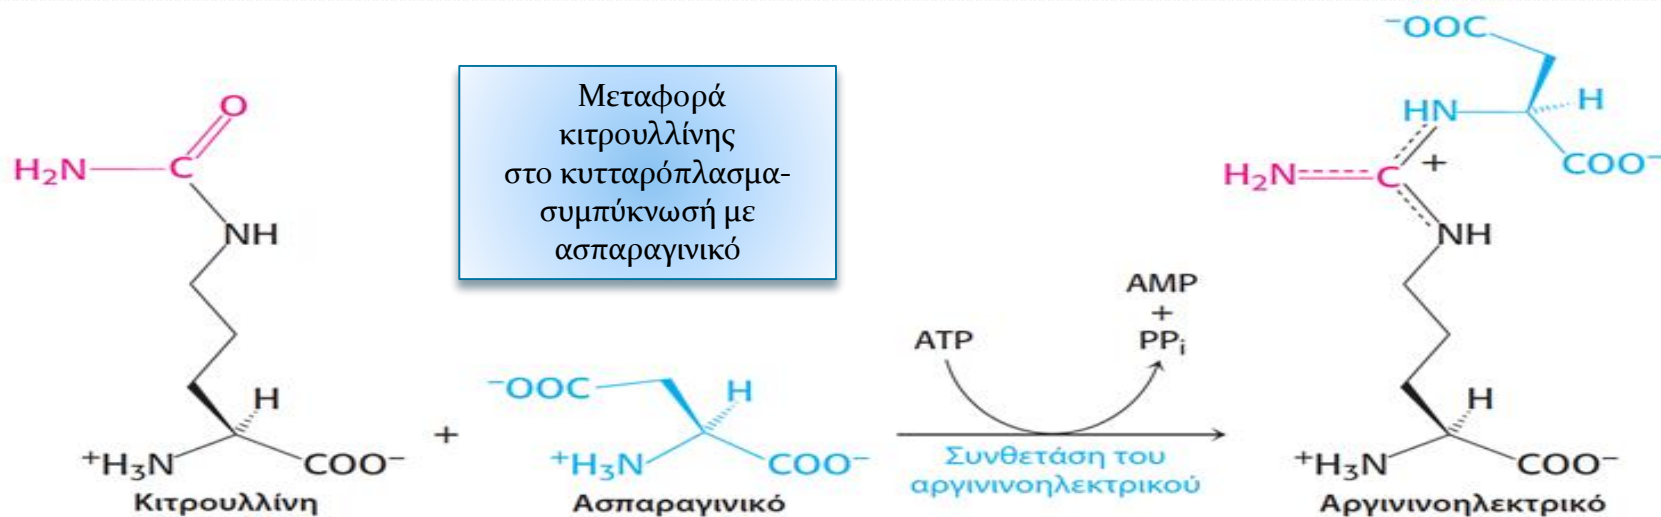 ⁻OOC
H
HN
COO⁻
+
H₂N
C
NH
O
H₂N
C
NH
Μεταφορά
κιτρουλλίνης
στο κυτταρόπλασμα-
συμπύκνωσή με
ασπαραγινικό
H
⁺H₃N
COO⁻
Κιτρουλλίνη
+
⁻OOC
H
⁺H₃N
COO⁻
Ασπαραγινικό
ATP
AMP
+
PPᵢ
Συνθετάση του
αργινινοηλεκτρικού
H
⁺H₃N
COO⁻
Αργινινοηλεκτρικό